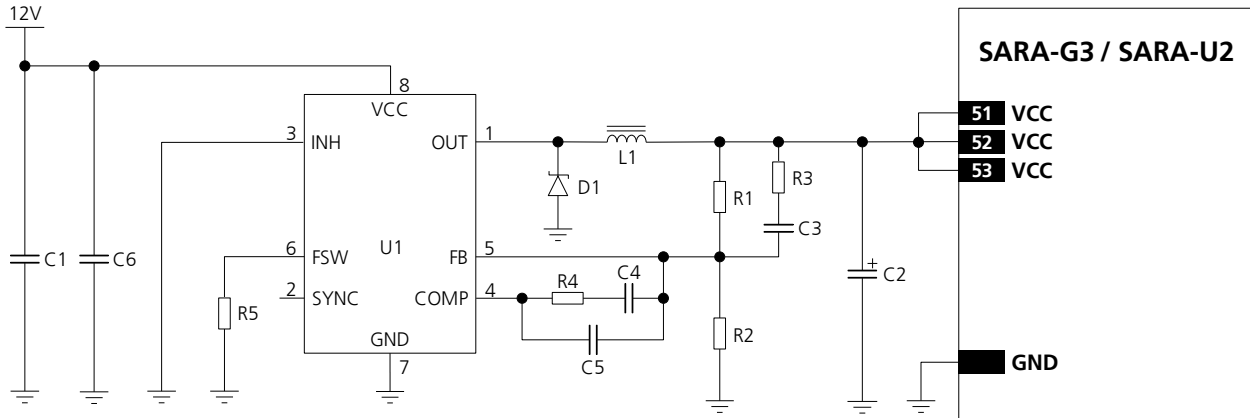 12V
SARA-G3 / SARA-U2
8
VCC
51 VCC
3 INH
OUT 1
52 VCC
L1
53 VCC
D1
R1
R3
C3
C1
C6
6 FSW
U1
FB 5
C2
+
R4
C4
2 SYNC
COMP 4
R5
R2
GND
7
C5
GND